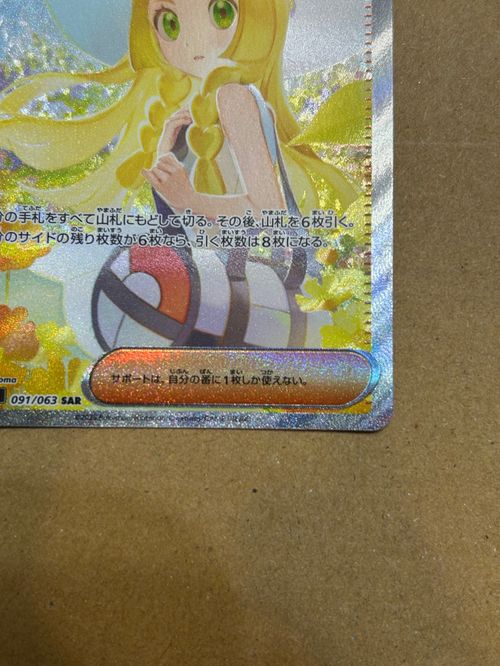 分の手札をすべて山札にもどして切る。その後、山札を6枚引く。
分のサイドの残り枚数が6枚なら、引く枚数は8枚になる。
サポートは、自分の番に1枚しか使えない。
oma
091/063 SAR